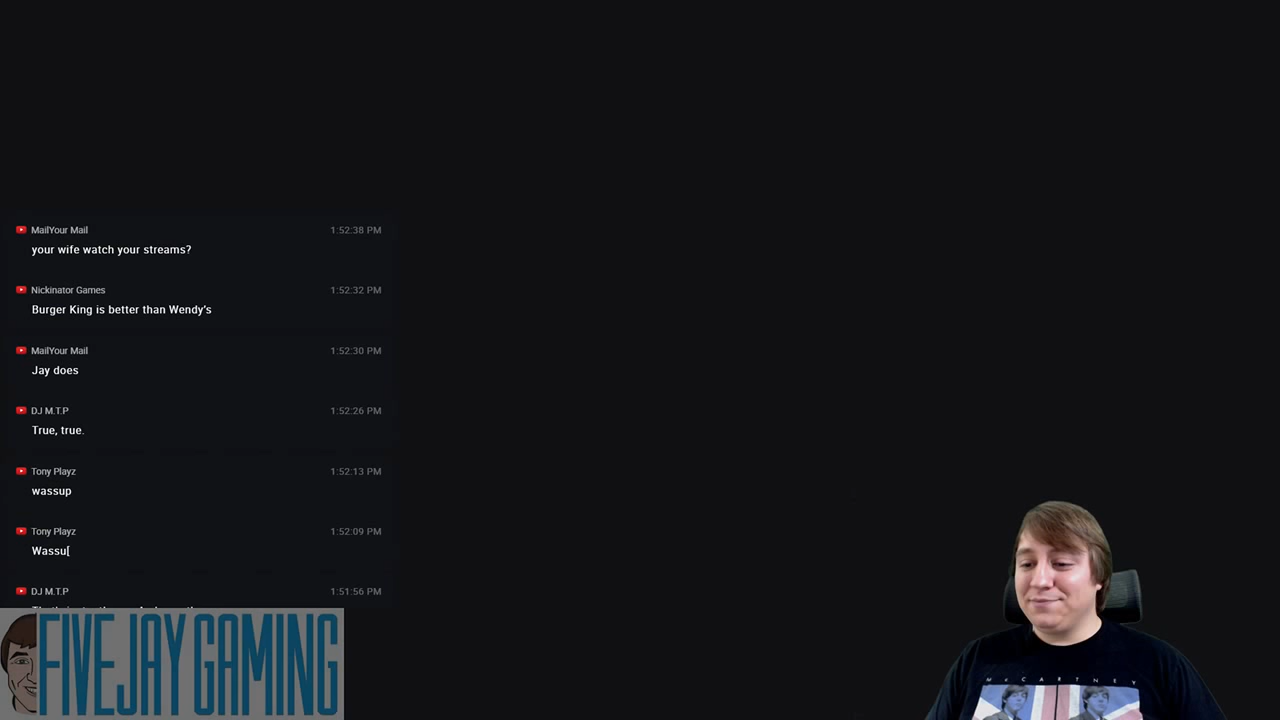 MailYour Mail 1:52:38 PM
your wife watch your streams?
Nickinator Games 1:52:32 PM
Burger King is better than Wendy's
MailYour Mail 1:52:30 PM
Jay does
DJ M.T.P 1:52:26 PM
True, true.
Tony Playz 1:52:13 PM
wassup
Tony Playz 1:52:09 PM
Wassu[
DJ M.T.P 1:51:56 PM
FIVEJAYGAMING
McCARTNEY